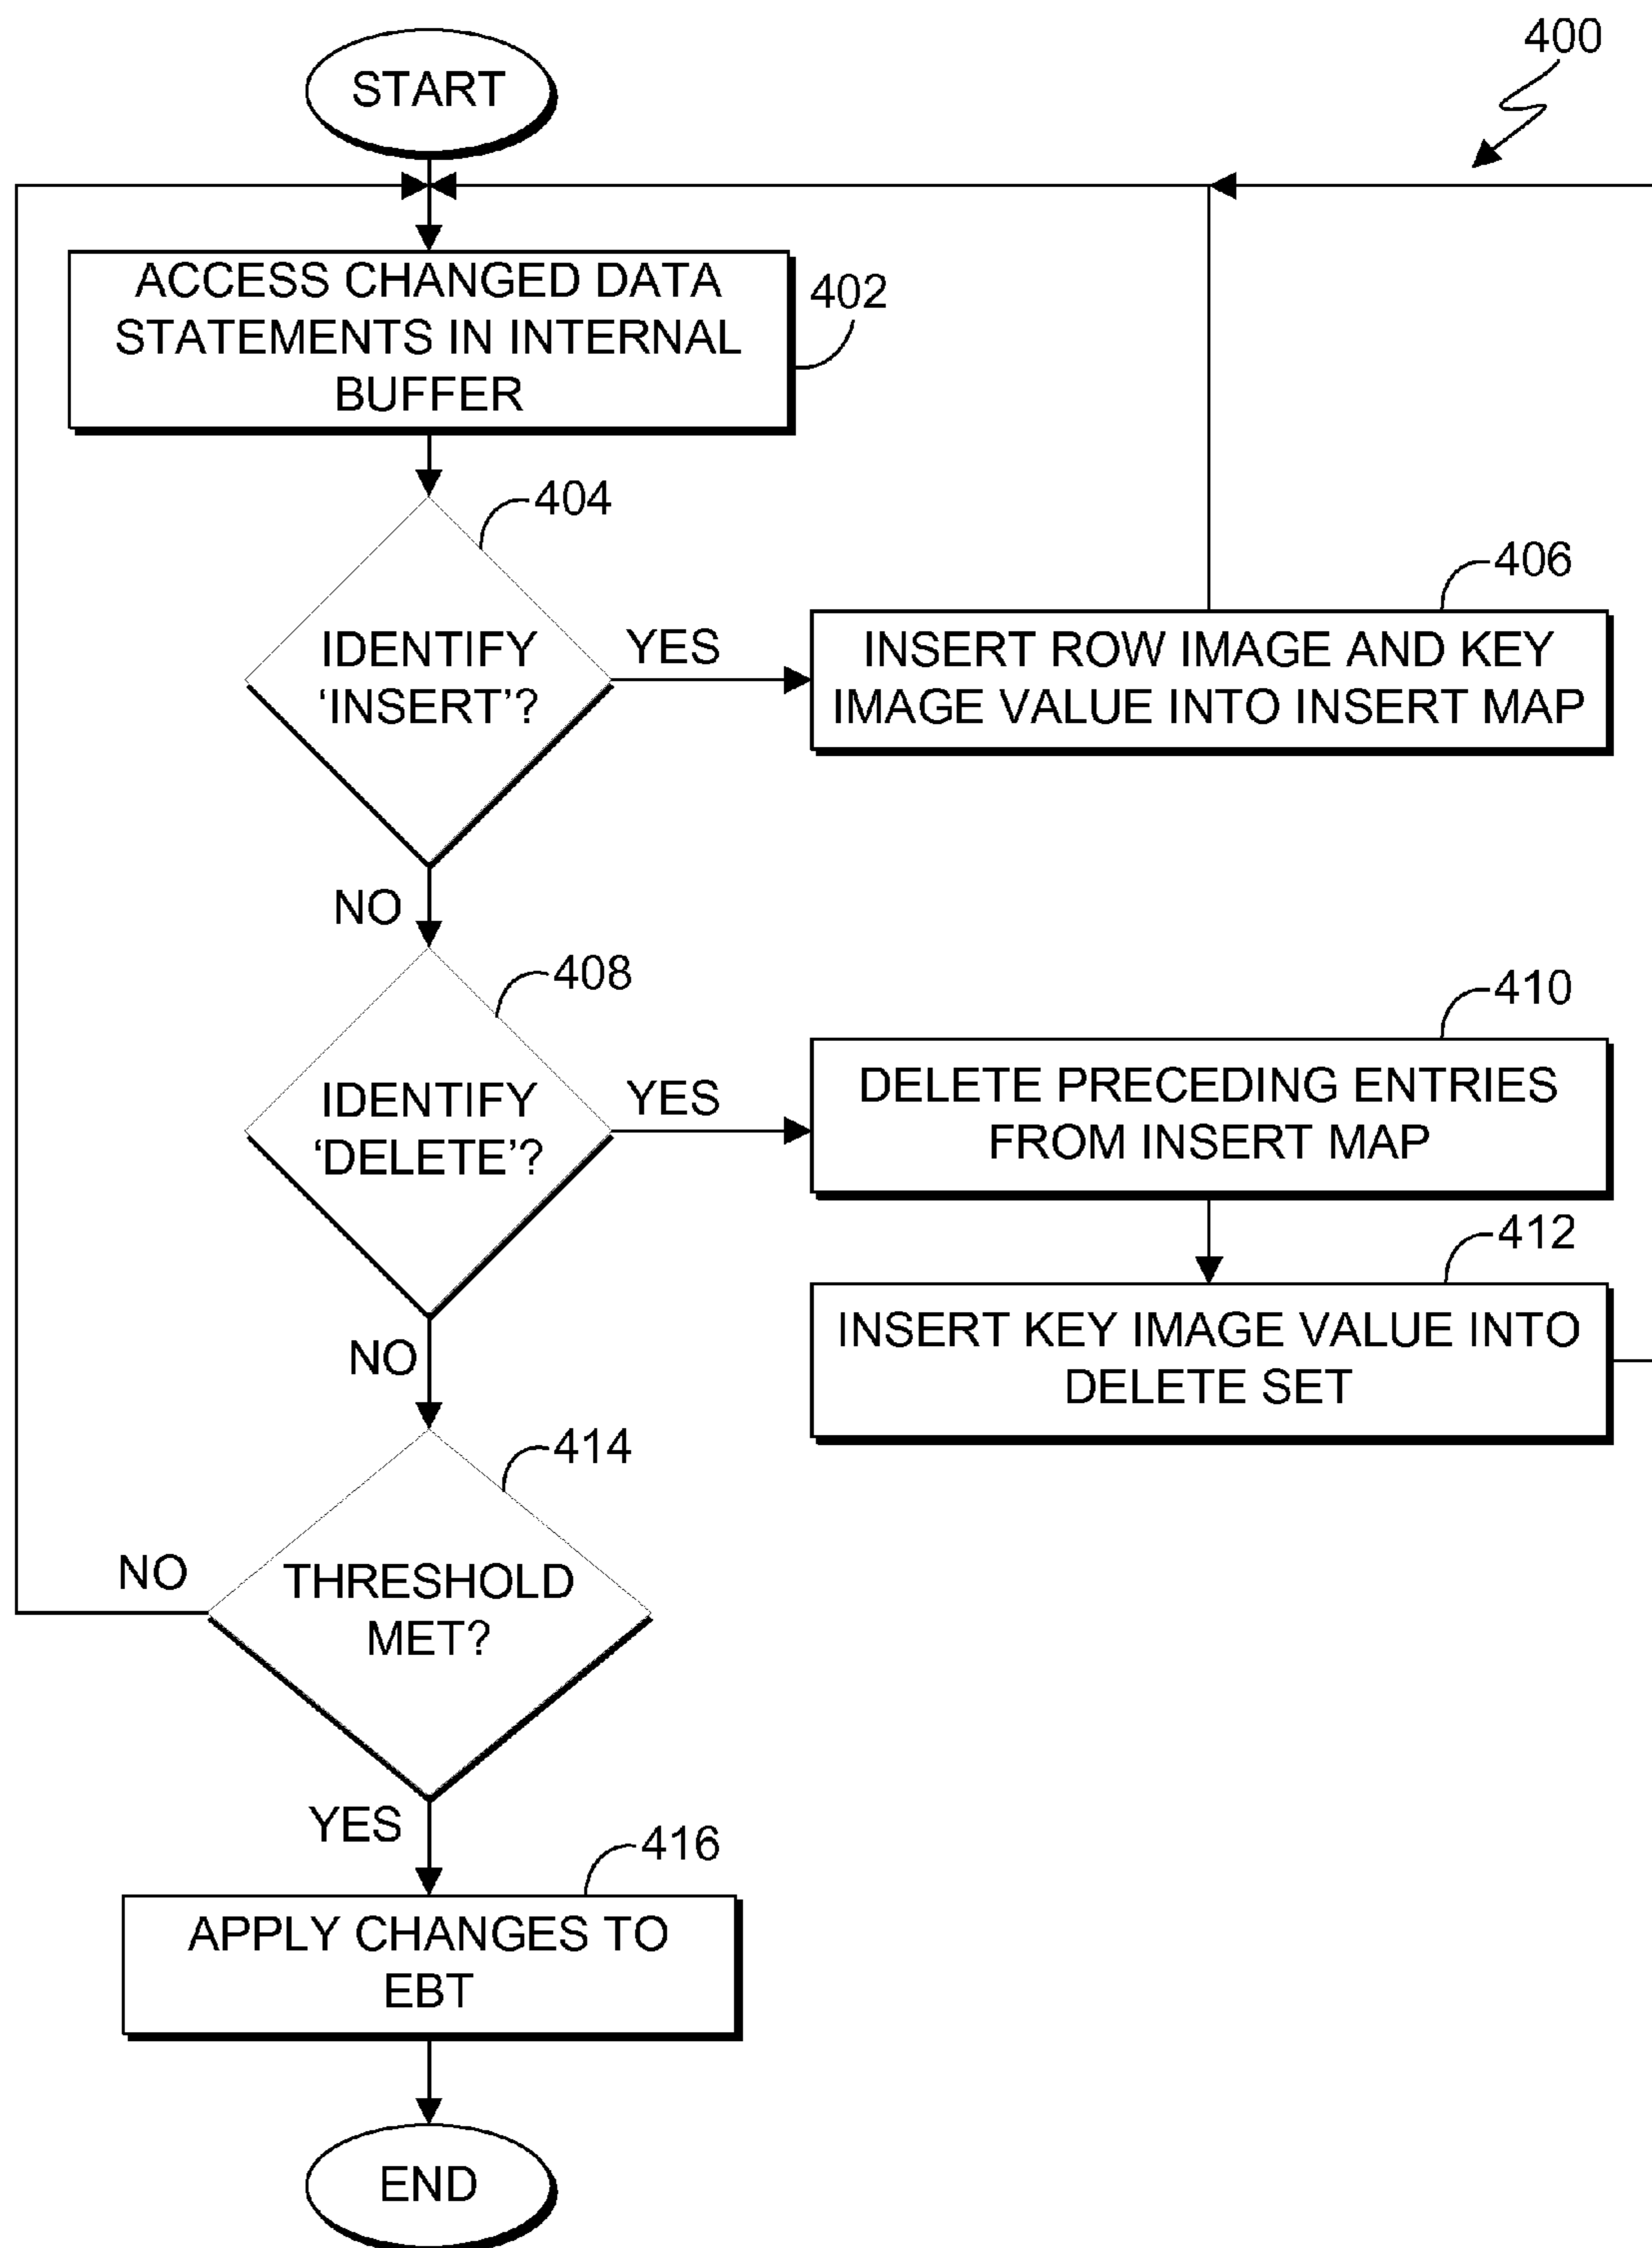 400
START
ACCESS CHANGED DATA
STATEMENTS IN INTERNAL
BUFFER
402
404
IDENTIFY
‘INSERT’?
YES
406
INSERT ROW IMAGE AND KEY
IMAGE VALUE INTO INSERT MAP
NO
408
IDENTIFY
‘DELETE’?
YES
410
DELETE PRECEDING ENTRIES
FROM INSERT MAP
412
INSERT KEY IMAGE VALUE INTO
DELETE SET
NO
414
THRESHOLD
MET?
NO
YES
416
APPLY CHANGES TO
EBT
END